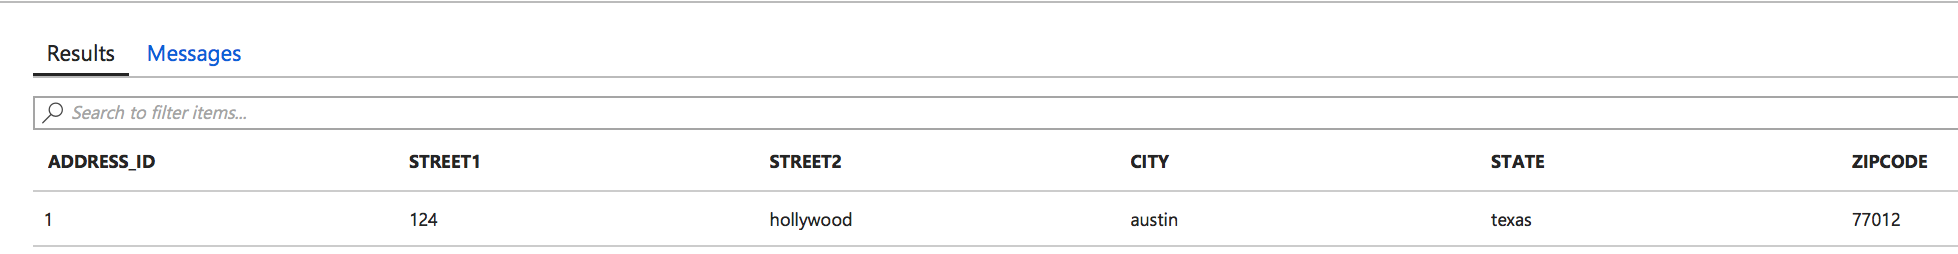 Results Messages
Search to filter items...
ADDRESS_ID STREET1 STREET2 CITY STATE ZIPCODE
1 124 hollywood austin texas 77012